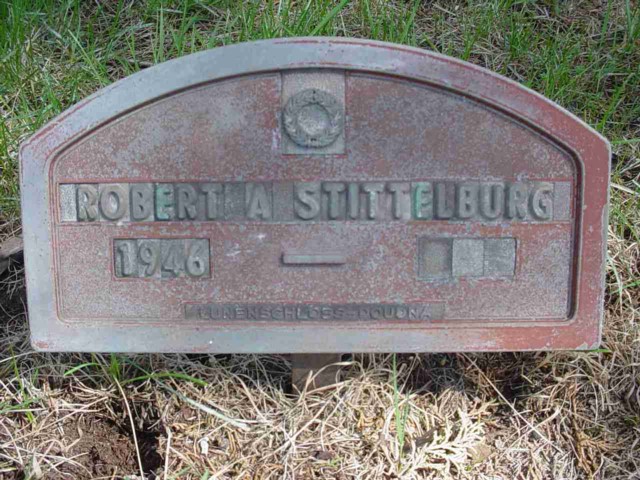 ROBERT A STITTELBURG
1946 —